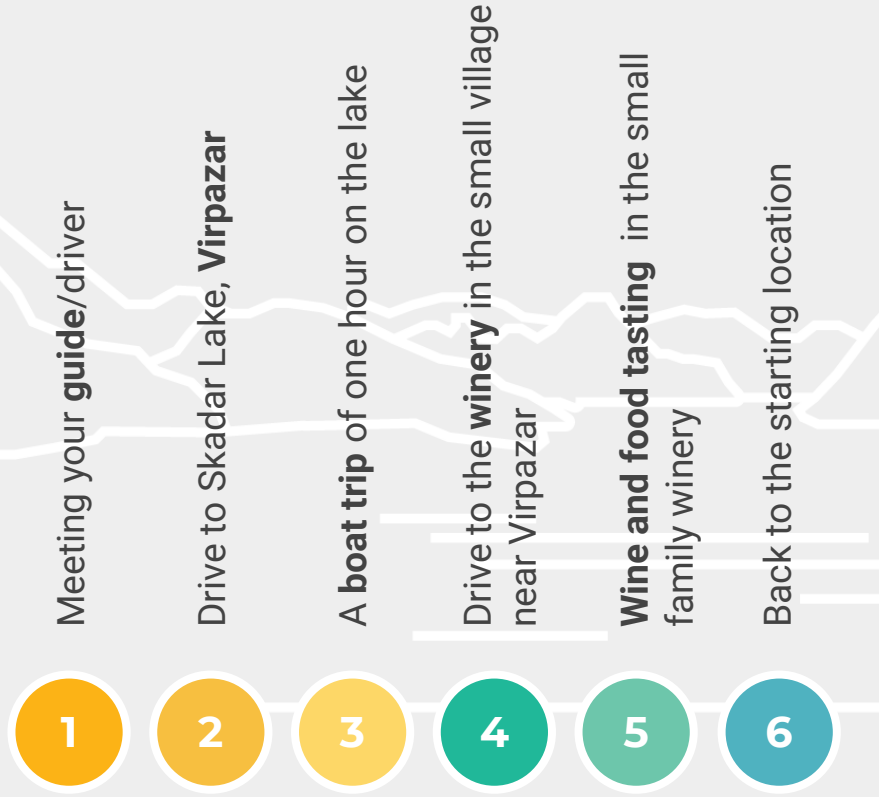 1
Meeting your guide/driver
2
Drive to Skadar Lake, Virpazar
3
A boat trip of one hour on the lake
4
Drive to the winery in the small village
near Virpazar
5
Wine and food tasting in the small
family winery
6
Back to the starting location